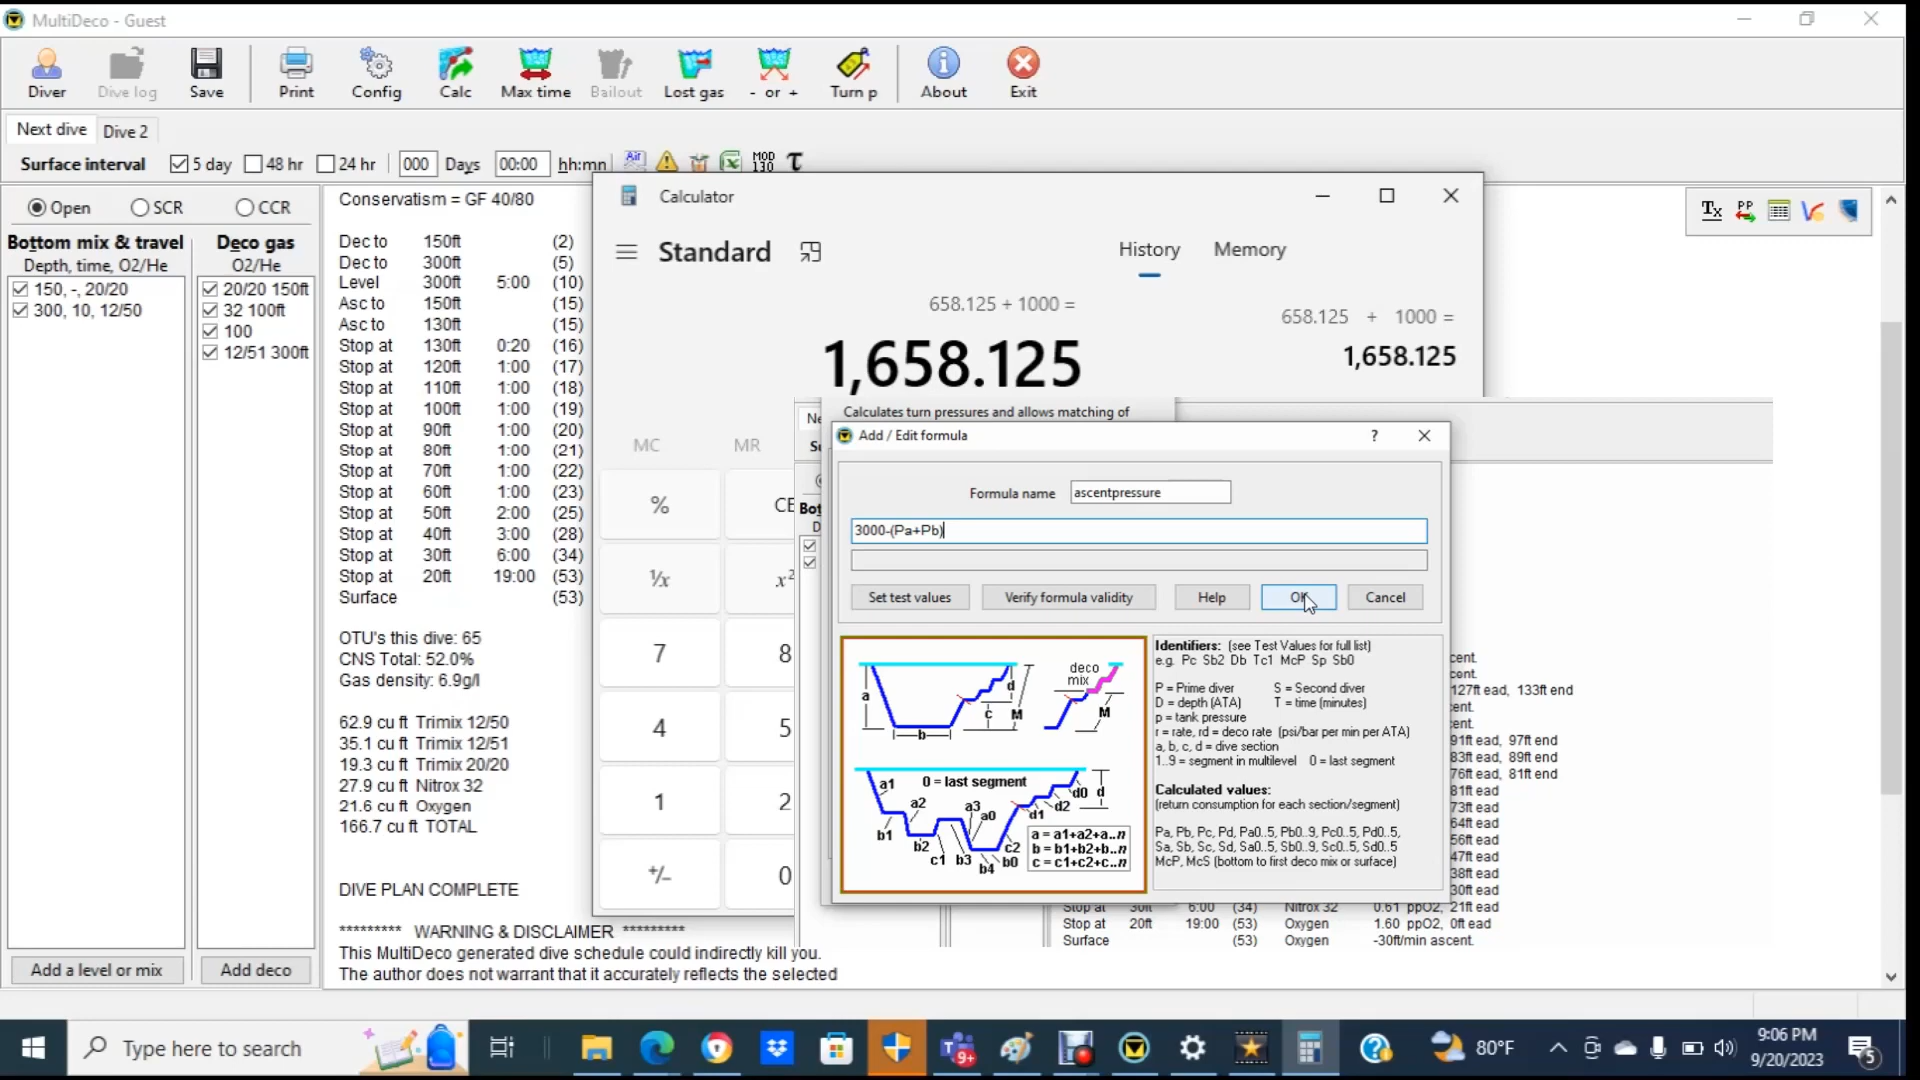 MultiDeco - Guest
Diver
Dive log
Save
Print
Config
Calc
Max time
Bailout
Lost gas
- or +
Turn p
About
Exit
Next dive
Dive 2
Surface interval
5 day
48 hr
24 hr
000
Days
00:00
hh:mn
Air
MOD
130
τ
Open
SCR
CCR
Bottom mix & travel
Depth, time, O2/He
150, -, 20/20
300, 10, 12/50
Add a level or mix
Deco gas
O2/He
20/20 150ft
32 100ft
100
12/51 300ft
Add deco
Conservatism = GF 40/80
Dec to 150ft (2)
Dec to 300ft (5)
Level 300ft 5:00 (10)
Asc to 150ft (15)
Asc to 130ft (15)
Stop at 130ft 0:20 (16)
Stop at 120ft 1:00 (17)
Stop at 110ft 1:00 (18)
Stop at 100ft 1:00 (19)
Stop at 90ft 1:00 (20)
Stop at 80ft 1:00 (21)
Stop at 70ft 1:00 (22)
Stop at 60ft 1:00 (23)
Stop at 50ft 2:00 (25)
Stop at 40ft 3:00 (28)
Stop at 30ft 6:00 (34)
Stop at 20ft 19:00 (53)
Surface (53)
OTU's this dive: 65
CNS Total: 52.0%
Gas density: 6.9g/l
62.9 cu ft Trimix 12/50
35.1 cu ft Trimix 12/51
19.3 cu ft Trimix 20/20
27.9 cu ft Nitrox 32
21.6 cu ft Oxygen
166.7 cu ft TOTAL
DIVE PLAN COMPLETE
********* WARNING & DISCLAIMER *********
This MultiDeco generated dive schedule could indirectly kill you.
The author does not warrant that it accurately reflects the selected
Tx
PP
Calculator
Standard
History
Memory
658.125 + 1000 =
1,658.125
658.125 + 1000 =
1,658.125
MC
MR
%
CE
¹/x
x²
7
8
4
5
1
2
+/-
0
Calculates turn pressures and allows matching of
Add / Edit formula
?
Formula name
ascentpressure
3000-(Pa+Pb)
Set test values
Verify formula validity
Help
OK
Cancel
a
b
c
d
M
deco
mix
M
0 = last segment
a1
a2
a3
a0
b1
b2
c1
b3
b4
b0
c2
d1
d2
d0
d
a = a1+a2+a..n
b = b1+b2+b..n
c = c1+c2+c..n
Identifiers: (see Test Values for full list)
e.g. Pc Sb2 Db Tc1 McP Sp Sb0
P = Prime diver S = Second diver
D = depth (ATA) T = time (minutes)
p = tank pressure
r = rate, rd = deco rate (psi/bar per min per ATA)
a, b, c, d = dive section
1..9 = segment in multilevel 0 = last segment
Calculated values:
(return consumption for each section/segment)
Pa, Pb, Pc, Pd, Pa0..5, Pb0..9, Pc0..5, Pd0..5,
Sa, Sb, Sc, Sd, Sa0..5, Sb0..9, Sc0..5, Sd0..5
McP, McS (bottom to first deco mix or surface)
cent.
cent.
127ft ead, 133ft end
ent.
ent.
91ft ead, 97ft end
83ft ead, 89ft end
76ft ead, 81ft end
81ft ead
73ft ead
64ft ead
56ft ead
47ft ead
38ft ead
30ft ead
Stop at 30ft 6:00 (34) Nitrox 32 0.61 ppO2, 21ft ead
Stop at 20ft 19:00 (53) Oxygen 1.60 ppO2, 0ft ead
Surface (53) Oxygen -30ft/min ascent.
Type here to search
9+
80°F
9:06 PM
9/20/2023
5